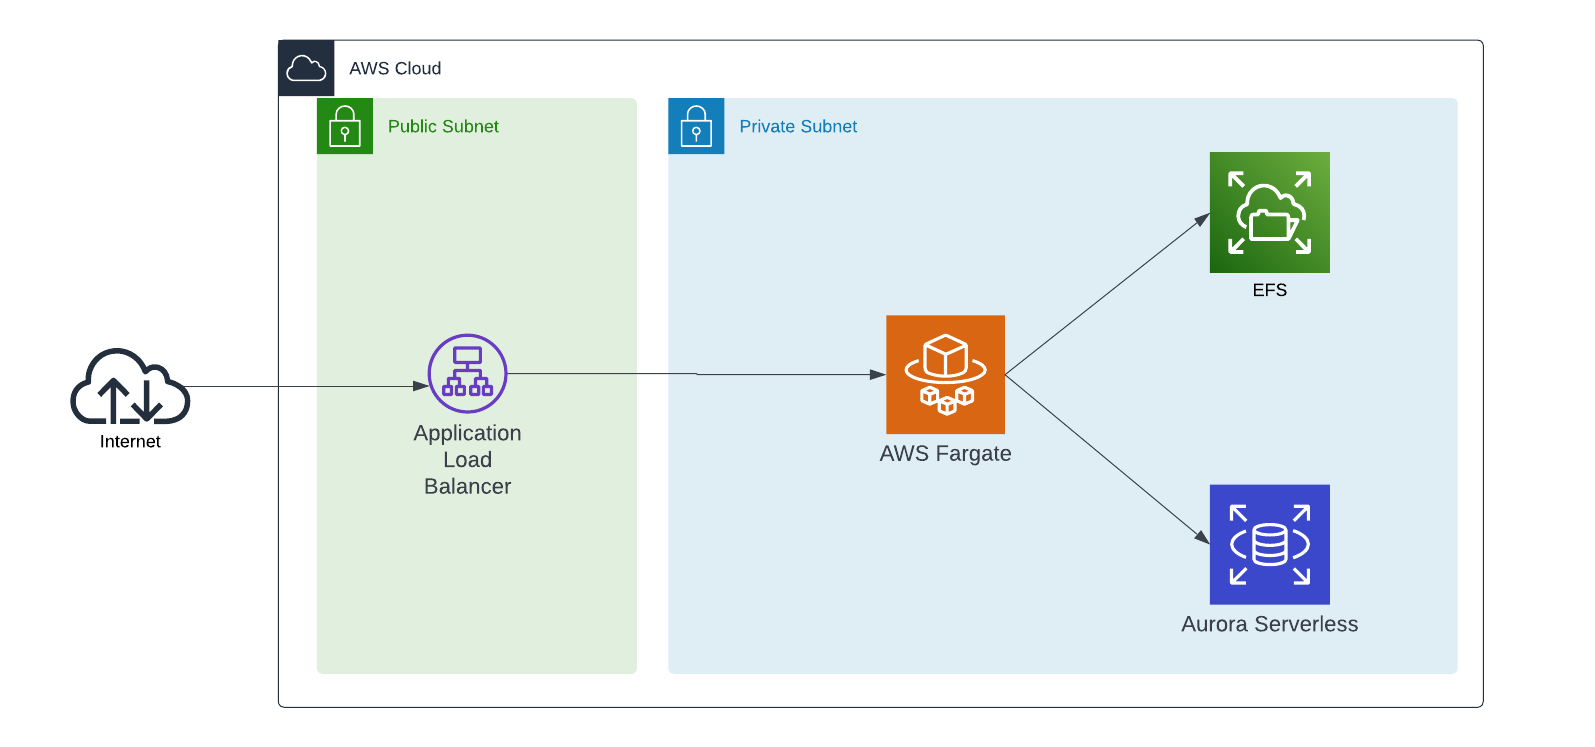 AWS Cloud
Public Subnet
Private Subnet
EFS
Internet
Application
Load
Balancer
AWS Fargate
Aurora Serverless